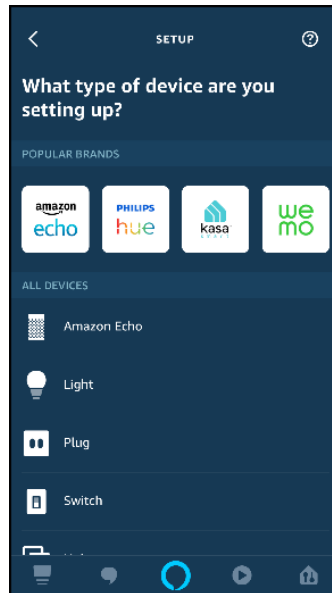 SETUP
What type of device are you
setting up?
POPULAR BRANDS
amazon
echo
PHILIPS
hue
kasa
we
mo
ALL DEVICES
Amazon Echo
Light
Plug
Switch